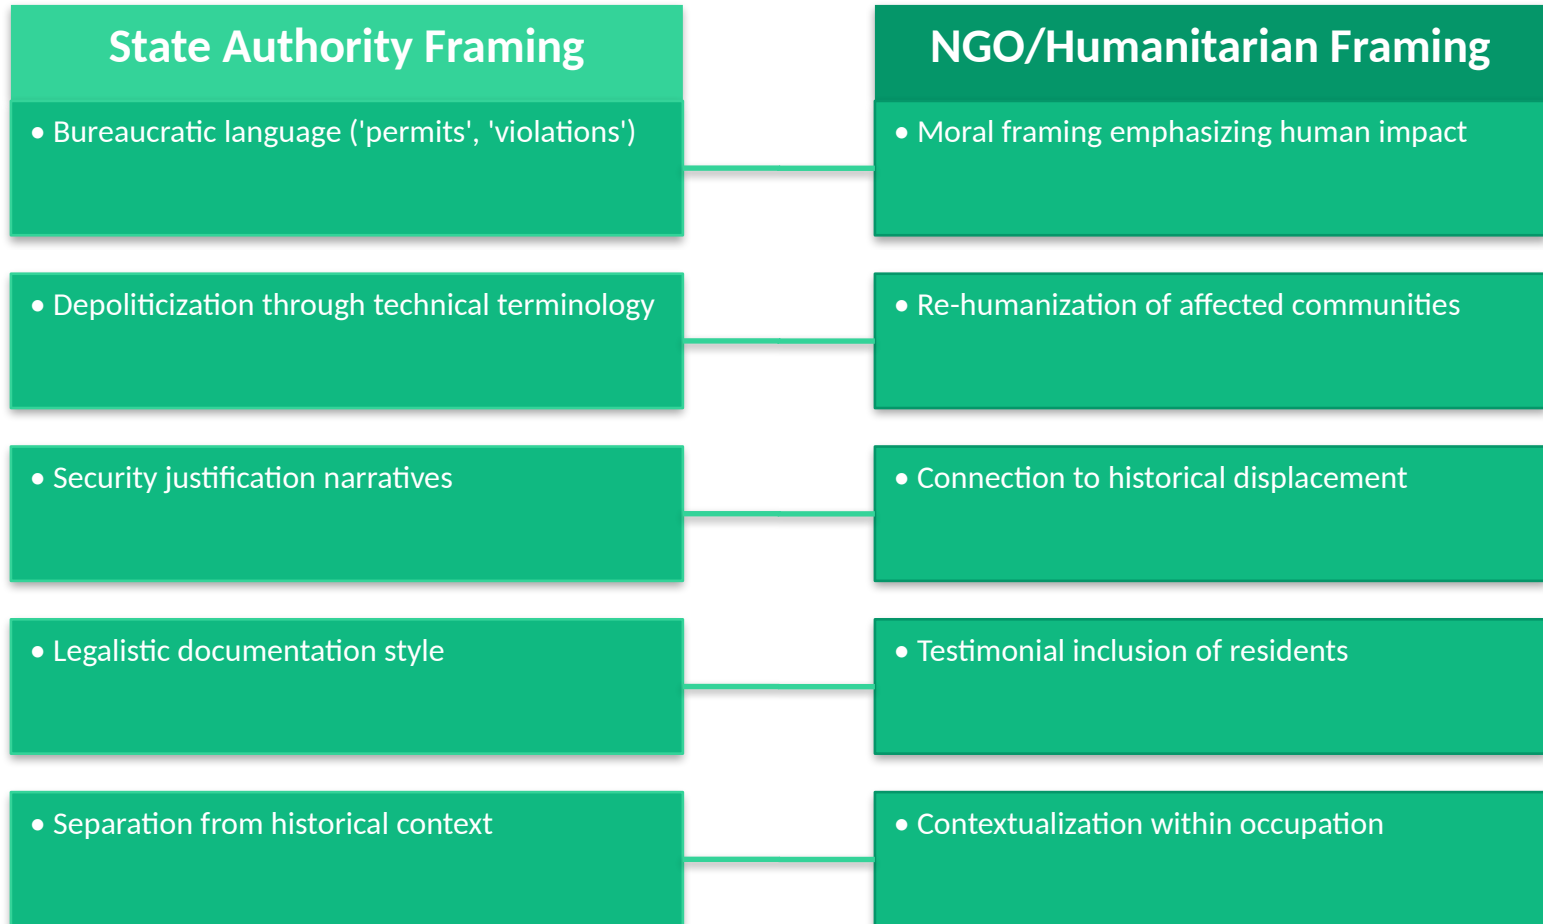 State Authority Framing
NGO/Humanitarian Framing
• Bureaucratic language ('permits', 'violations')
• Moral framing emphasizing human impact
• Depoliticization through technical terminology
• Re-humanization of affected communities
• Security justification narratives
• Connection to historical displacement
• Legalistic documentation style
• Testimonial inclusion of residents
• Separation from historical context
• Contextualization within occupation